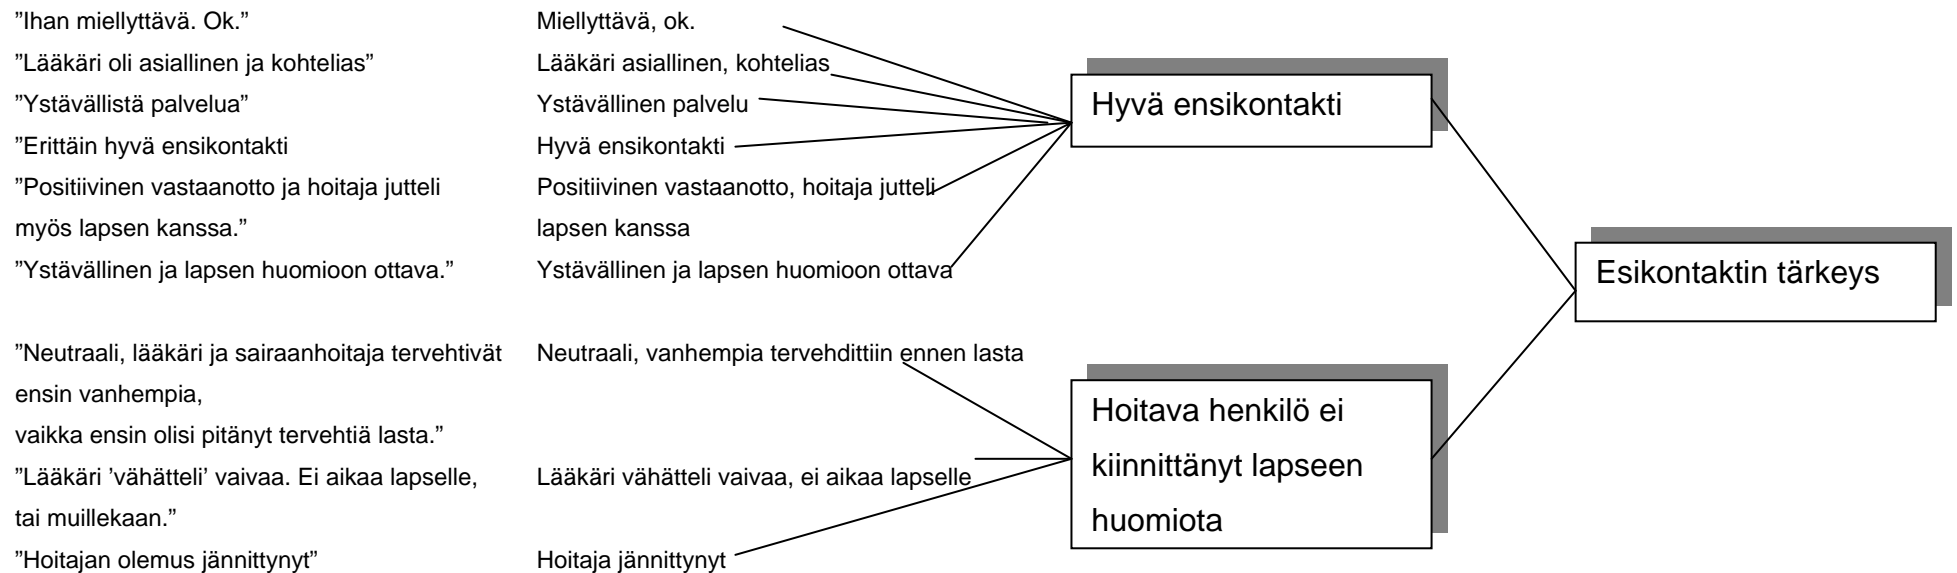 ”Ihan miellyttävä. Ok.”
Miellyttävä, ok.
”Lääkäri oli asiallinen ja kohtelias”
Lääkäri asiallinen, kohtelias
”Ystävällistä palvelua”
Ystävällinen palvelu
”Erittäin hyvä ensikontakti
Hyvä ensikontakti
”Positiivinen vastaanotto ja hoitaja jutteli
myös lapsen kanssa.”
Positiivinen vastaanotto, hoitaja jutteli
lapsen kanssa
”Ystävällinen ja lapsen huomioon ottava.”
Ystävällinen ja lapsen huomioon ottava
Hyvä ensikontakti
”Neutraali, lääkäri ja sairaanhoitaja tervehtivät
ensin vanhempia,
vaikka ensin olisi pitänyt tervehtiä lasta.”
Neutraali, vanhempia tervehdittiin ennen lasta
”Lääkäri ’vähätteli’ vaivaa. Ei aikaa lapselle,
tai muillekaan.”
Lääkäri vähätteli vaivaa, ei aikaa lapselle
”Hoitajan olemus jännittynyt”
Hoitaja jännittynyt
Hoitava henkilö ei
kiinnittänyt lapseen
huomiota
Esikontaktin tärkeys